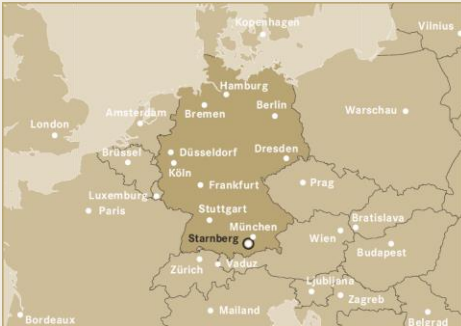 Kopenhagen
Vilnius
Hamburg
Bremen
Berlin
Amsterdam
Warschau
London
Brüssel
Düsseldorf
Dresden
Köln
Prag
Frankfurt
Luxemburg
Paris
Stuttgart
Bratislava
München
Wien
Starnberg
Budapest
Zürich
Vaduz
Ljubljana
Zagreb
Mailand
Bordeaux
Belgrad